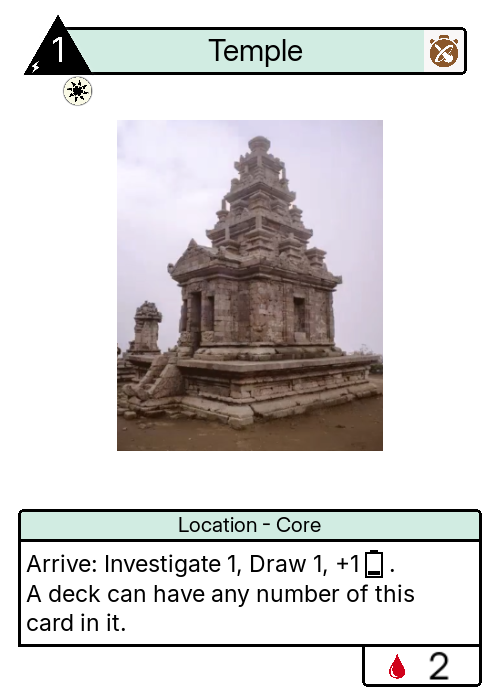 1
Temple
Location - Core
Arrive: Investigate 1, Draw 1, +1 .
A deck can have any number of this
card in it.
2